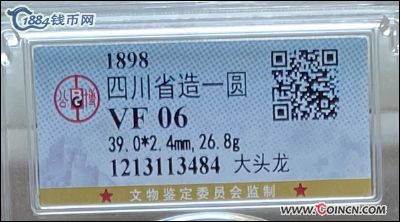 1884钱币网
1898
四川省造一圆
公博
VF 06
39.0*2.4mm,26.8g
1213113484 大头龙
★ 文物鉴定委员会监制 ★
www.COINCN.com